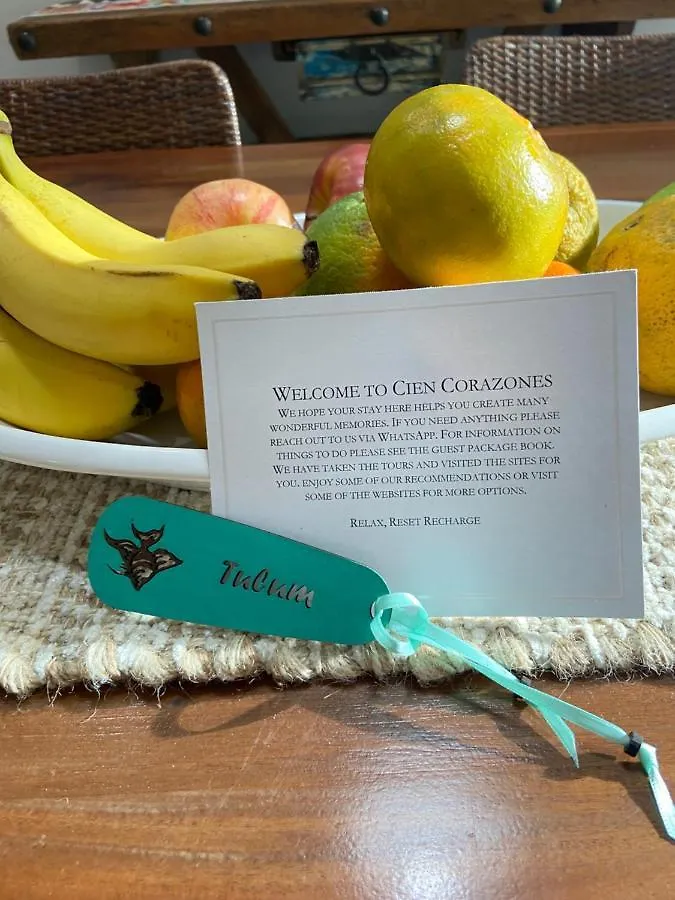 Welcome to Cien Corazones
We hope your stay here helps you create many
wonderful memories. If you need anything please
reach out to us via WhatsApp. For information on
things to do please see the guest package book.
We have taken the tours and visited the sites for
you. enjoy some of our recommendations or visit
some of the websites for more options.
Relax, Reset Recharge
Tulum